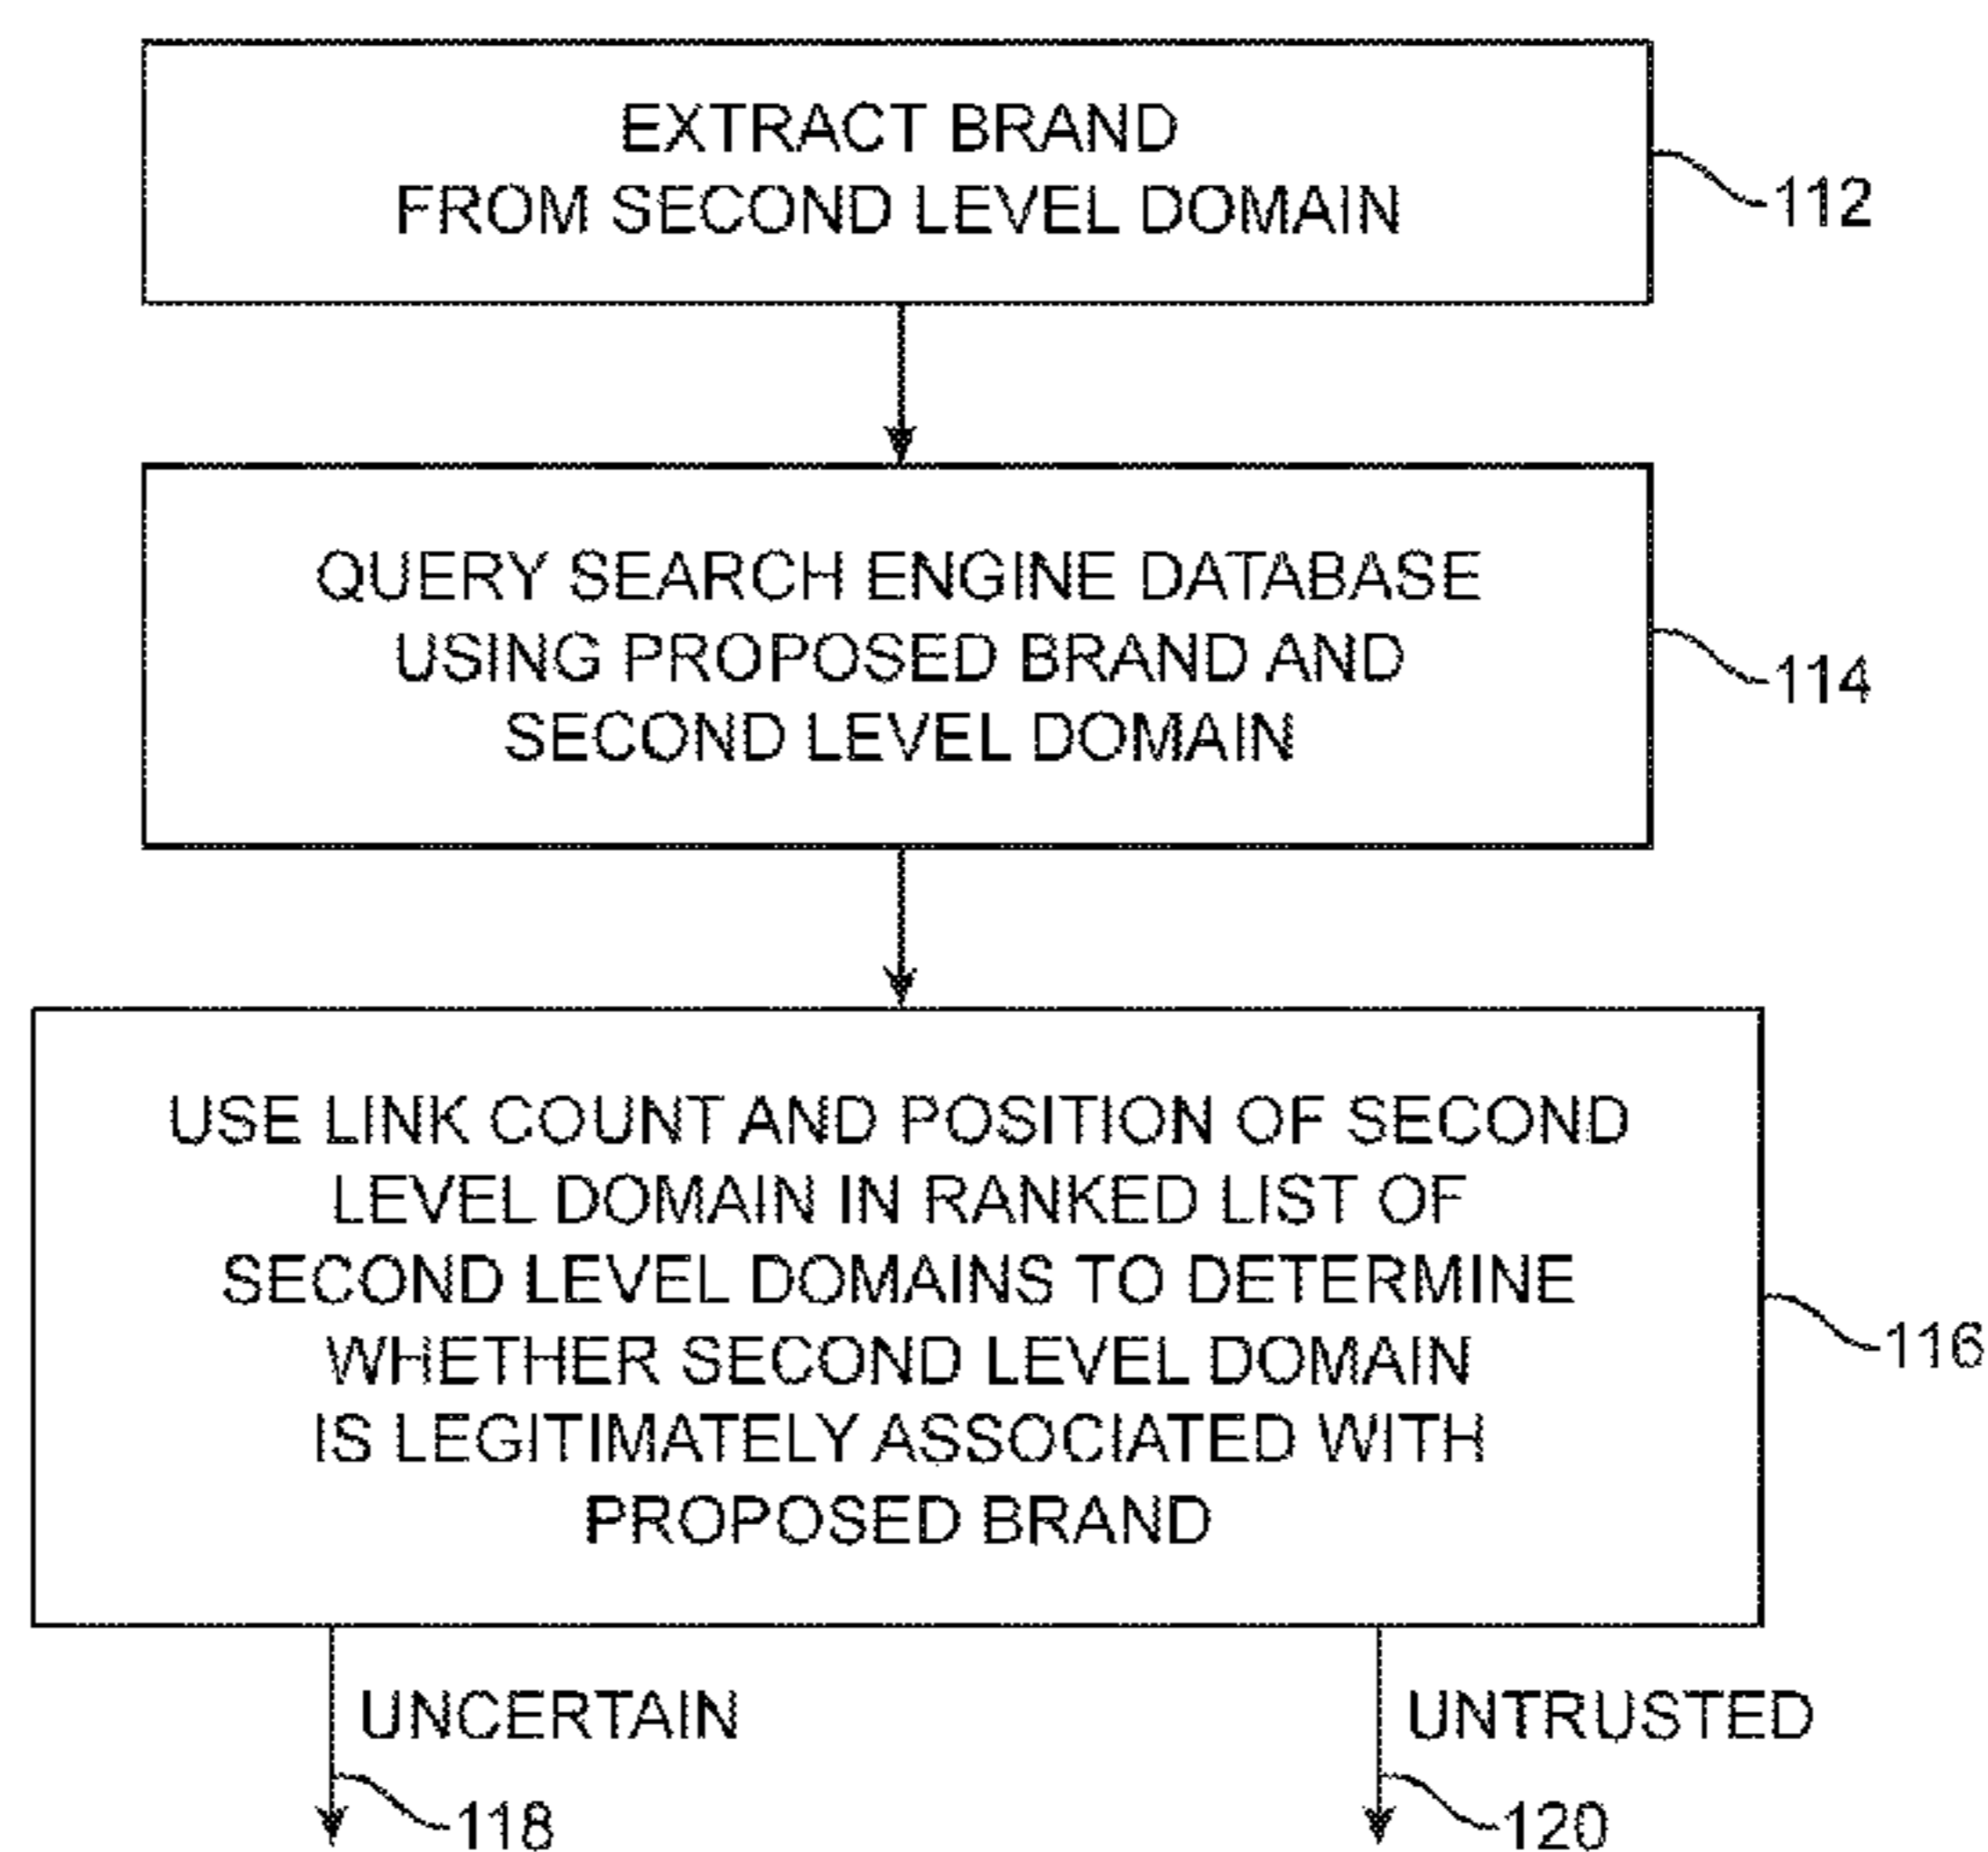 EXTRACT BRAND
FROM SECOND LEVEL DOMAIN
112
QUERY SEARCH ENGINE DATABASE
USING PROPOSED BRAND AND
SECOND LEVEL DOMAIN
114
USE LINK COUNT AND POSITION OF SECOND
LEVEL DOMAIN IN RANKED LIST OF
SECOND LEVEL DOMAINS TO DETERMINE
WHETHER SECOND LEVEL DOMAIN
IS LEGITIMATELY ASSOCIATED WITH
PROPOSED BRAND
116
UNCERTAIN
118
UNTRUSTED
120